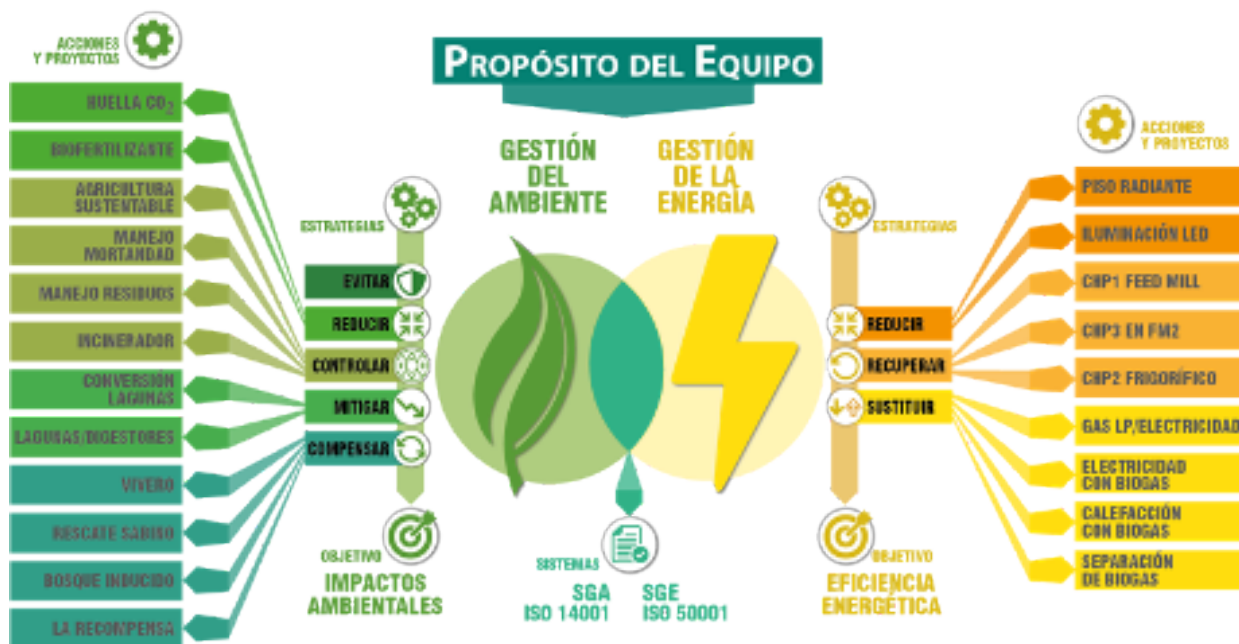 PROPÓSITO DEL EQUIPO
ACCIONES
Y PROYECTOS
HUELLA CO₂
BIOFERTILIZANTE
AGRICULTURA
SUSTENTABLE
MANEJO
MORTANDAD
MANEJO RESIDUOS
INCINERADOR
CONVERSIÓN
LAGUNAS
LAGUNAS/DIGESTORES
VIVERO
RESCATE SABINO
BOSQUE INDUCIDO
LA RECOMPENSA
ESTRATEGIAS
EVITAR
REDUCIR
CONTROLAR
MITIGAR
COMPENSAR
OBJETIVO
IMPACTOS
AMBIENTALES
GESTIÓN
DEL
AMBIENTE
GESTIÓN
DE LA
ENERGÍA
SISTEMAS
SGA
ISO 14001
SGE
ISO 50001
ESTRATEGIAS
REDUCIR
RECUPERAR
SUSTITUIR
OBJETIVO
EFICIENCIA
ENERGÉTICA
ACCIONES
Y PROYECTOS
PISO RADIANTE
ILUMINACIÓN LED
CHP1 FEED MILL
CHP3 EN FM2
CHP2 FRIGORÍFICO
GAS LP/ELECTRICIDAD
ELECTRICIDAD
CON BIOGAS
CALEFACCIÓN
CON BIOGAS
SEPARACIÓN
DE BIOGAS